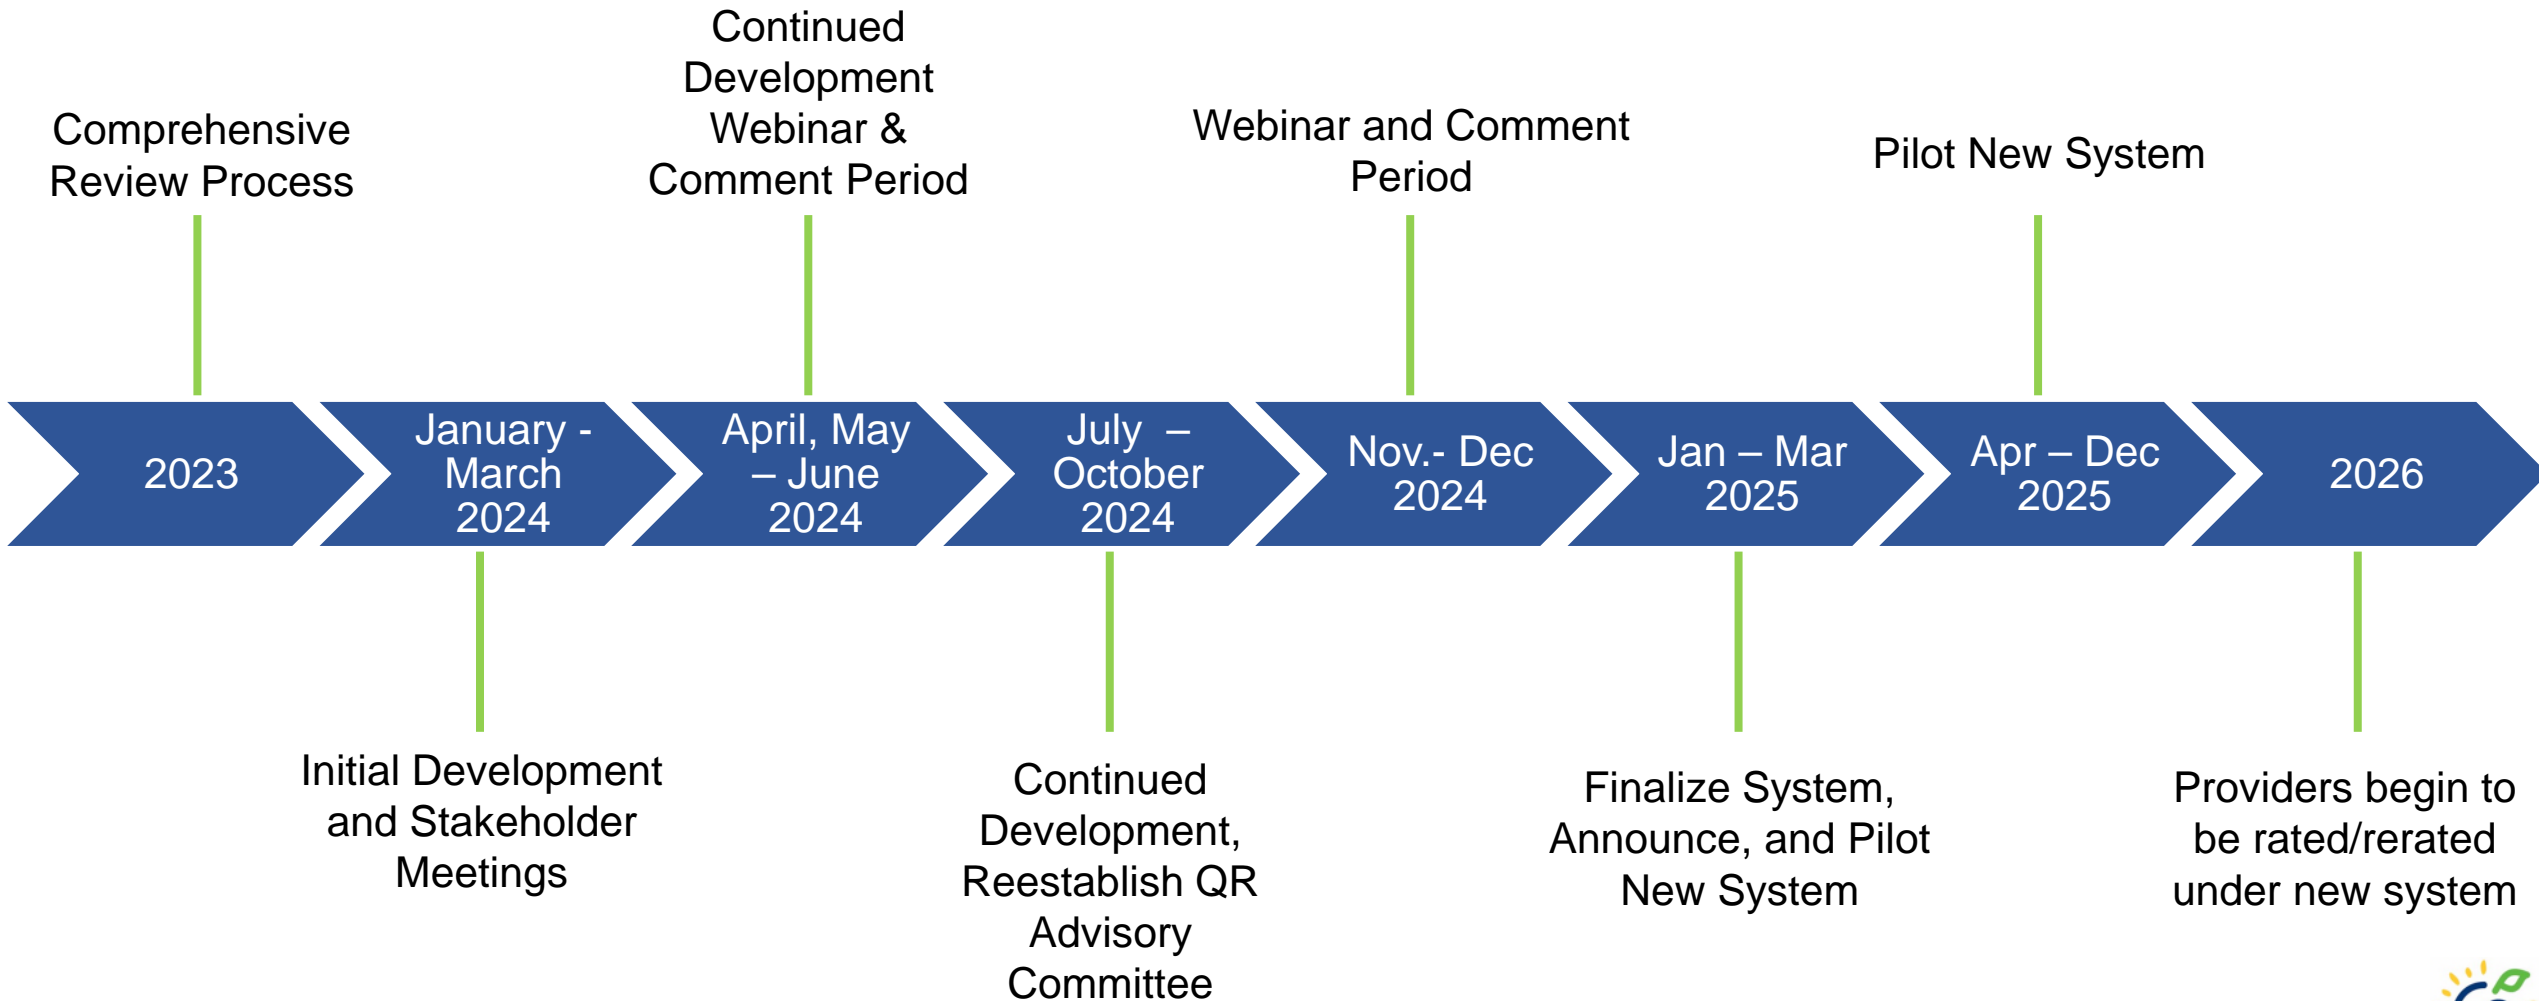 Continued
Development
Webinar &
Comment Period
Comprehensive
Review Process
Webinar and Comment
Period
Pilot New System
2023
January -
March
2024
April, May
– June
2024
July –
October
2024
Nov.- Dec
2024
Jan – Mar
2025
Apr – Dec
2025
2026
Initial Development
and Stakeholder
Meetings
Continued
Development,
Reestablish QR
Advisory
Committee
Finalize System,
Announce, and Pilot
New System
Providers begin to
be rated/rerated
under new system